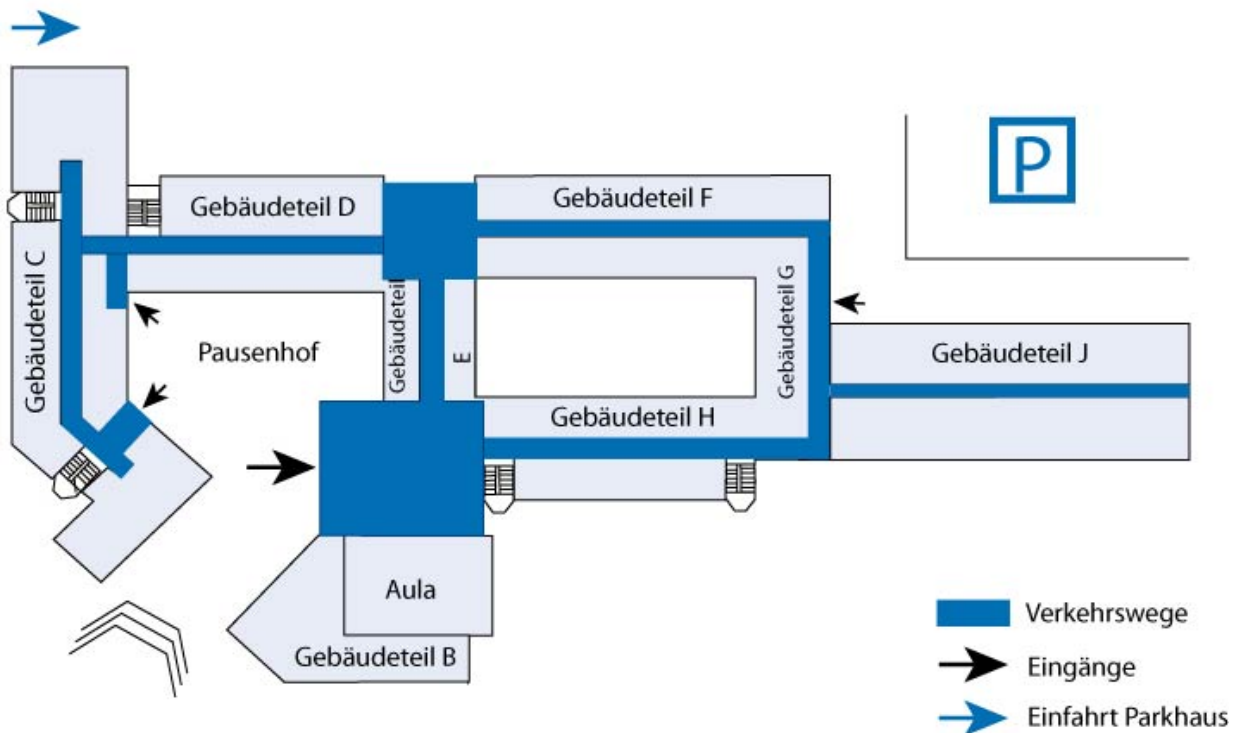 P
Gebäudeteil D
Gebäudeteil F
Gebäudeteil C
Gebäudeteil
E
Gebäudeteil G
Pausenhof
Gebäudeteil J
Gebäudeteil H
Aula
Gebäudeteil B
Verkehrswege
Eingänge
Einfahrt Parkhaus